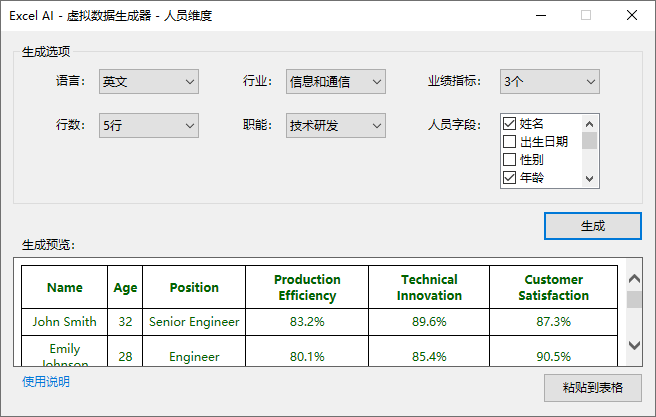 Excel AI - 虚拟数据生成器 - 人员维度
生成选项
语言： 英文 行业： 信息和通信 业绩指标： 3个
行数： 5行 职能： 技术研发 人员字段： 姓名
出生日期
性别
年龄
生成
生成预览：
Name Age Position Production Efficiency Technical Innovation Customer Satisfaction
John Smith 32 Senior Engineer 83.2% 89.6% 87.3%
Emily Johnson 28 Engineer 80.1% 85.4% 90.5%
使用说明
粘贴到表格